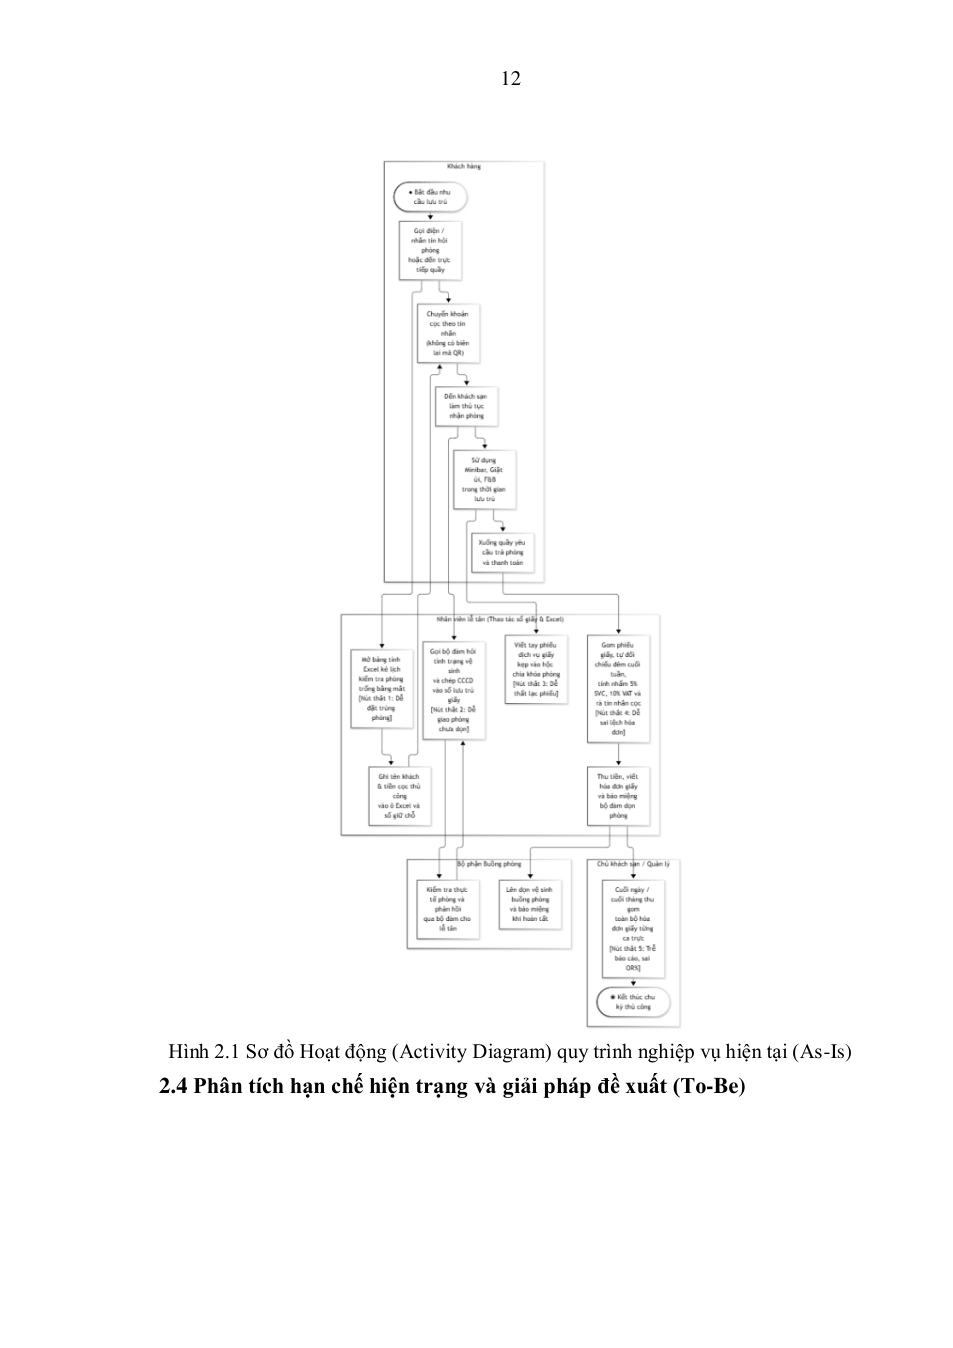 12
Khách hàng
● Bắt đầu nhu
cầu lưu trú
Gọi điện /
nhắn tin hỏi
phòng
hoặc đến trực
tiếp quầy
Chuyển khoản
cọc theo tin
nhắn
(không có biên
lai mã QR)
Đến khách sạn
làm thủ tục
nhận phòng
Sử dụng
Minibar, Giặt
ủi, F&B
trong thời gian
lưu trú
Xuống quầy yêu
cầu trả phòng
và thanh toán
Nhân viên lễ tân (Thao tác sổ giấy & Excel)
Mở bảng tính
Excel kẻ lịch
kiểm tra phòng
trống bằng mắt
[Nút thắt 1: Dễ
đặt trùng
phòng]
Gọi bộ đàm hỏi
tình trạng vệ
sinh
và chép CCCD
vào sổ lưu trú
giấy
[Nút thắt 2: Dễ
giao phòng
chưa dọn]
Viết tay phiếu
dịch vụ giấy
kẹp vào hộc
chìa khóa phòng
[Nút thắt 3: Dễ
thất lạc phiếu]
Gom phiếu
giấy, tự đối
chiếu đêm cuối
tuần,
tính nhẩm 5%
SVC, 10% VAT và
rà tin nhắn cọc
[Nút thắt 4: Dễ
sai lệch hóa
đơn]
Ghi tên khách
& tiền cọc thủ
công
vào ô Excel và
sổ giữ chỗ
Thu tiền, viết
hóa đơn giấy
và báo miệng
bộ đàm dọn
phòng
Bộ phận Buồng phòng
Kiểm tra thực
tế phòng và
phản hồi
qua bộ đàm cho
lễ tân
Lên dọn vệ sinh
buồng phòng
và báo miệng
khi hoàn tất
Chủ khách sạn / Quản lý
Cuối ngày /
cuối tháng thu
gom
toàn bộ hóa
đơn giấy từng
ca trực
[Nút thắt 5: Trễ
báo cáo, sai
ORS]
◉ Kết thúc chu
kỳ thủ công
Hình 2.1 Sơ đồ Hoạt động (Activity Diagram) quy trình nghiệp vụ hiện tại (As-Is)
2.4 Phân tích hạn chế hiện trạng và giải pháp đề xuất (To-Be)